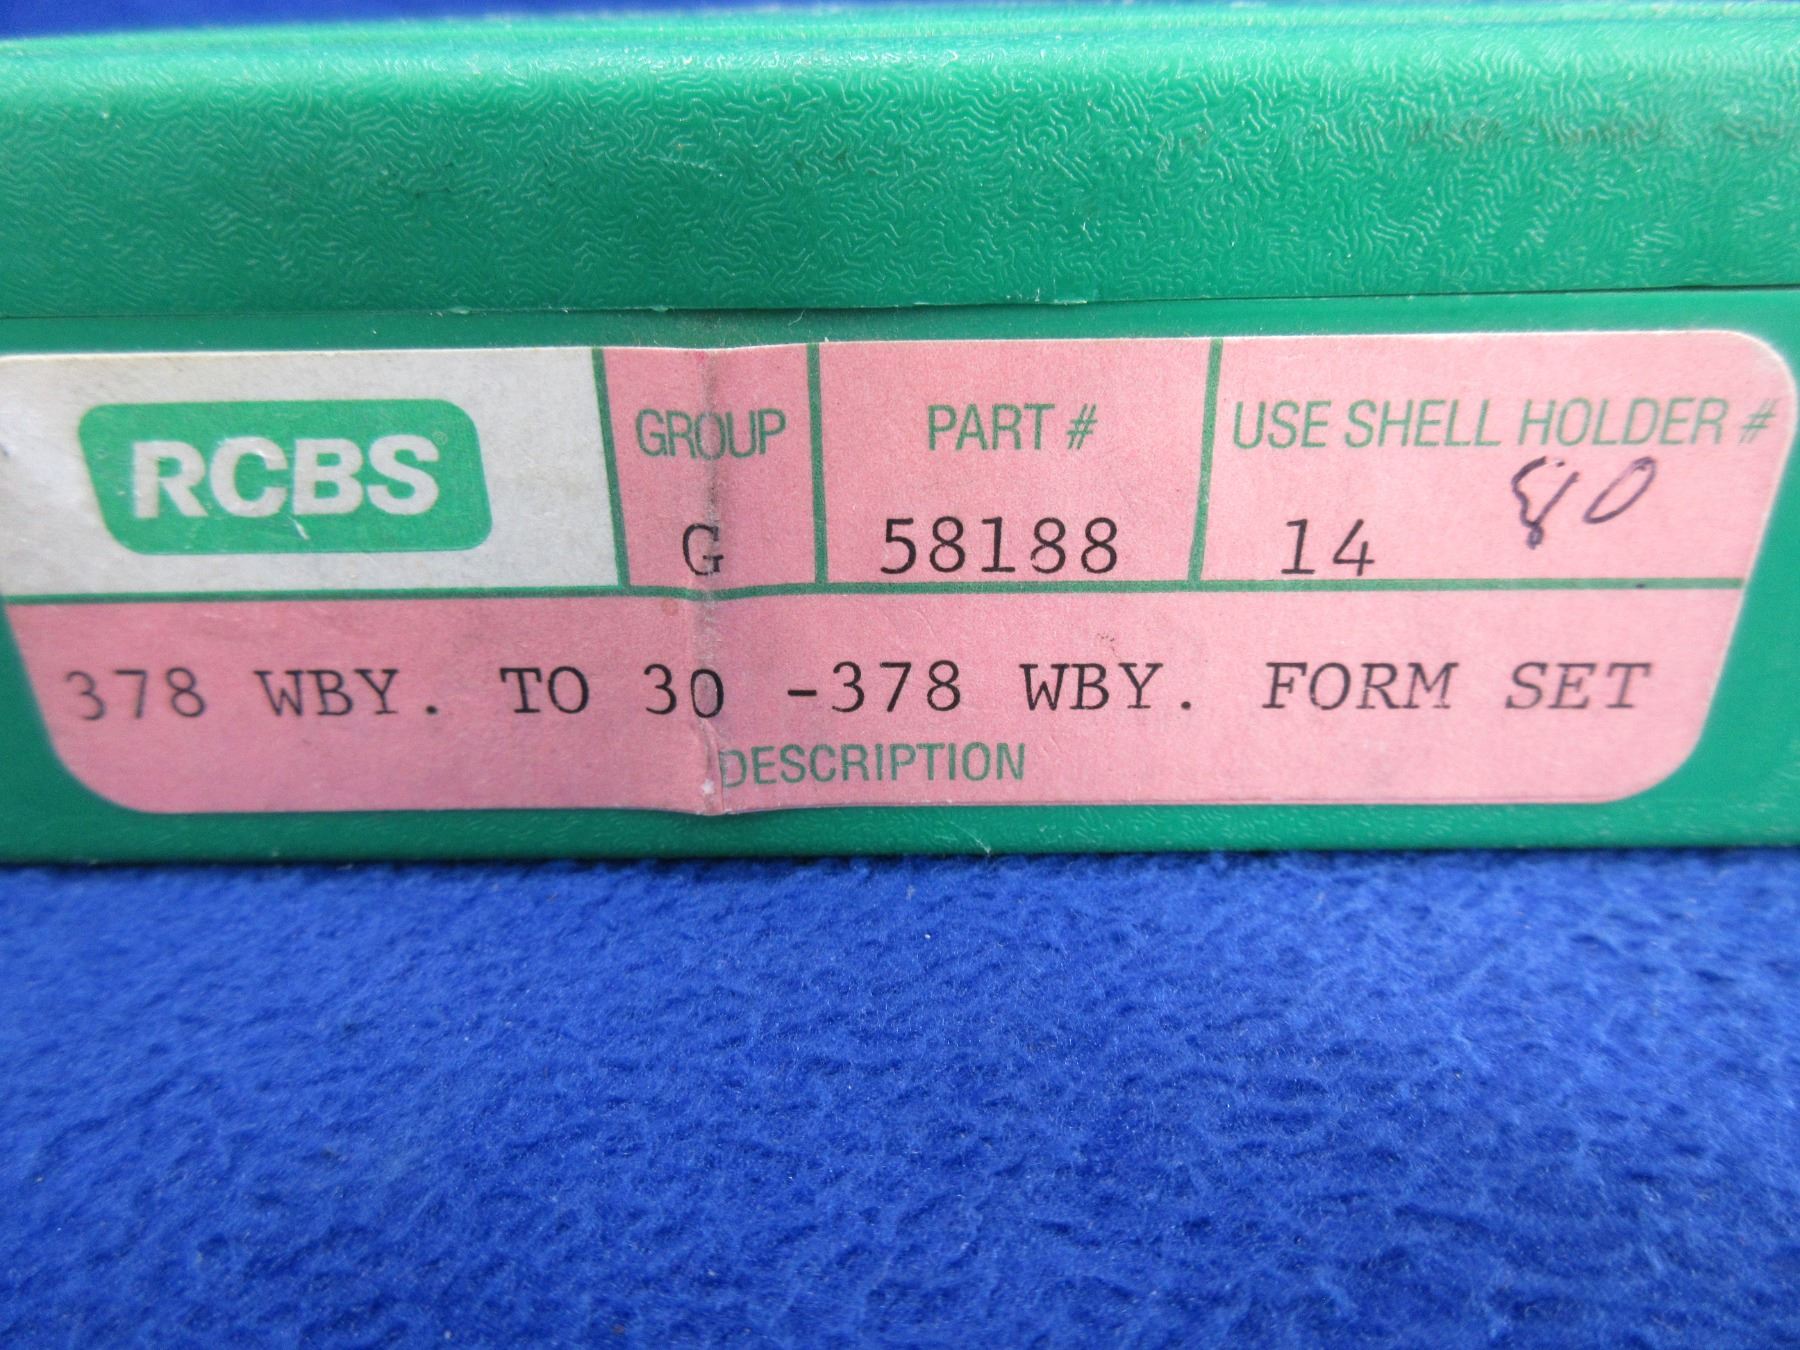 RCBS®
GROUP PART # USE SHELL HOLDER #
G 58188 14 80
378 WBY. TO 30 -378 WBY. FORM SET
DESCRIPTION